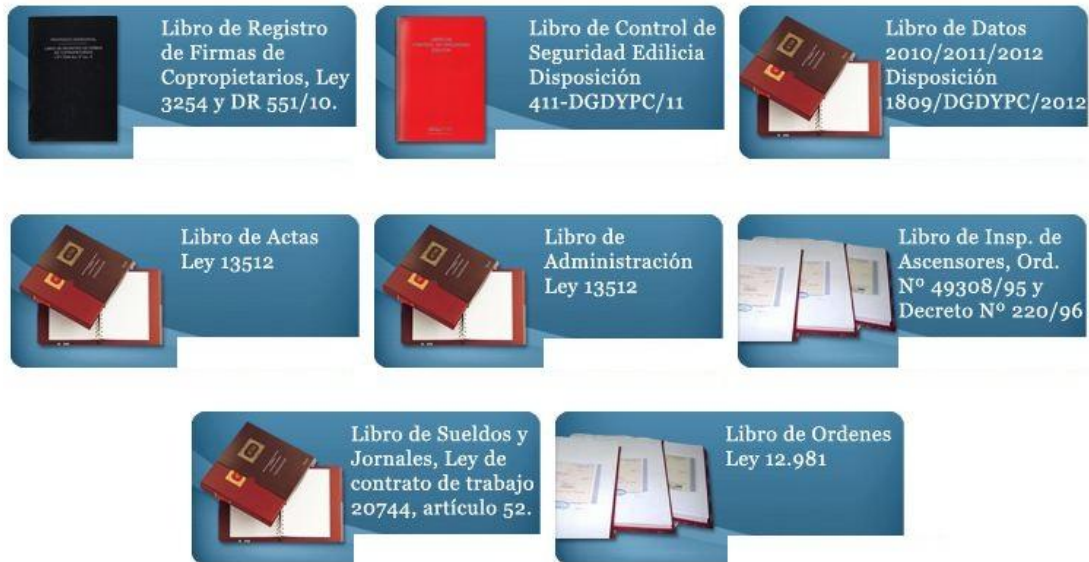 Libro de Registro
de Firmas de
Copropietarios, Ley
3254 y DR 551/10.
Libro de Control de
Seguridad Edilicia
Disposición
411-DGDYPC/11
Libro de Datos
2010/2011/2012
Disposición
1809/DGDYPC/2012
Libro de Actas
Ley 13512
Libro de
Administración
Ley 13512
Libro de Insp. de
Ascensores, Ord.
Nº 49308/95 y
Decreto Nº 220/96
Libro de Sueldos y
Jornales, Ley de
contrato de trabajo
20744, artículo 52.
Libro de Ordenes
Ley 12.981